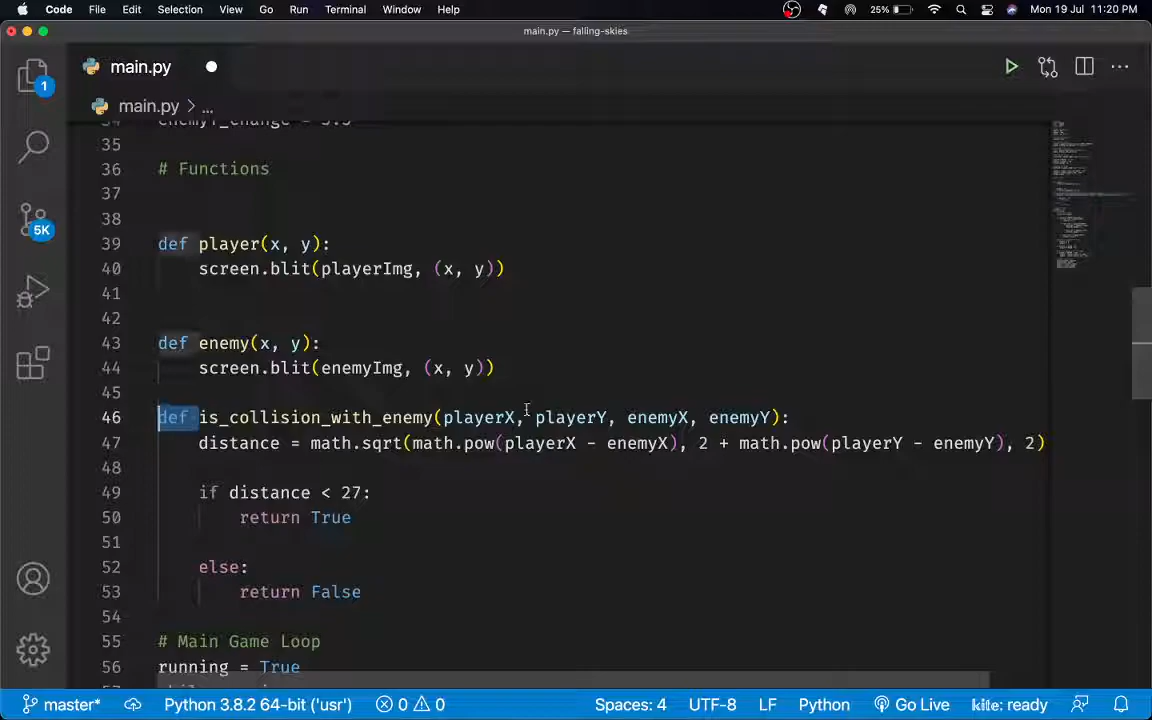 Code File Edit Selection View Go Run Terminal Window Help 25% Mon 19 Jul 11:20 PM
main.py — falling-skies
1 main.py
main.py > ...
35
36 # Functions
37
38
39 def player(x, y):
40 screen.blit(playerImg, (x, y))
41
42
43 def enemy(x, y):
44 screen.blit(enemyImg, (x, y))
45
46 def is_collision_with_enemy(playerX, playerY, enemyX, enemyY):
47 distance = math.sqrt(math.pow(playerX - enemyX), 2 + math.pow(playerY - enemyY), 2)
48
49 if distance < 27:
50 return True
51
52 else:
53 return False
54
55 # Main Game Loop
56 running = True
5K
master* Python 3.8.2 64-bit ('usr') 0 0 Spaces: 4 UTF-8 LF Python Go Live kite: ready